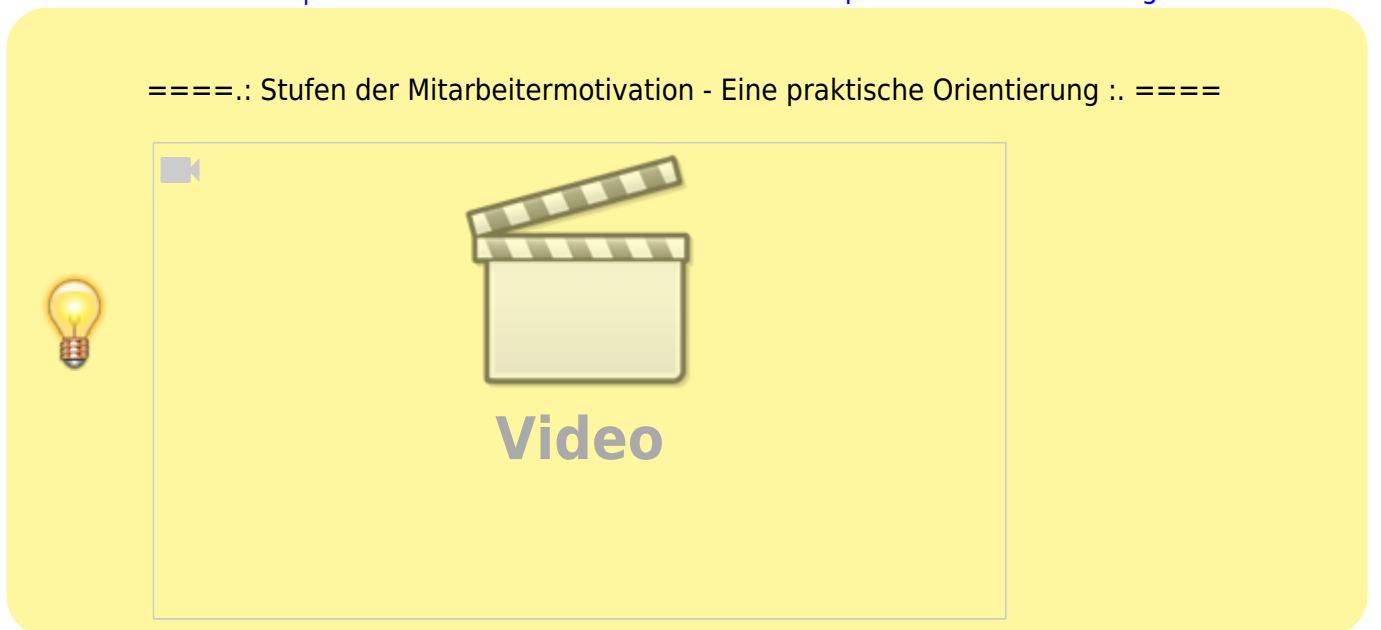 ====.: Stufen der Mitarbeitermotivation - Eine praktische Orientierung :. ====
Video